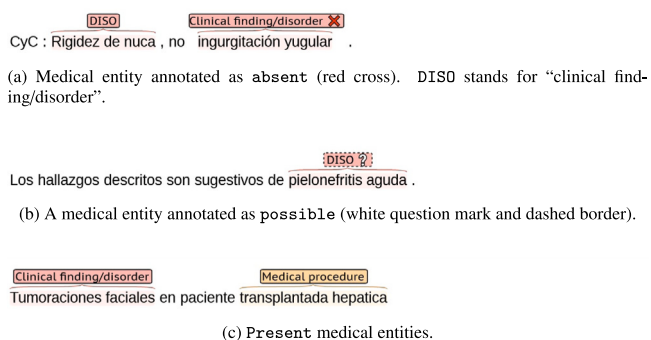 DISO Clinical finding/disorder
CyC : Rigidez de nuca , no ingurgitación yugular .
(a) Medical entity annotated as absent (red cross). DISO stands for “clinical find-
ing/disorder”.
DISO ?
Los hallazgos descritos son sugestivos de pielonefritis aguda .
(b) A medical entity annotated as possible (white question mark and dashed border).
Clinical finding/disorder Medical procedure
Tumoraciones faciales en paciente transplantada hepatica
(c) Present medical entities.